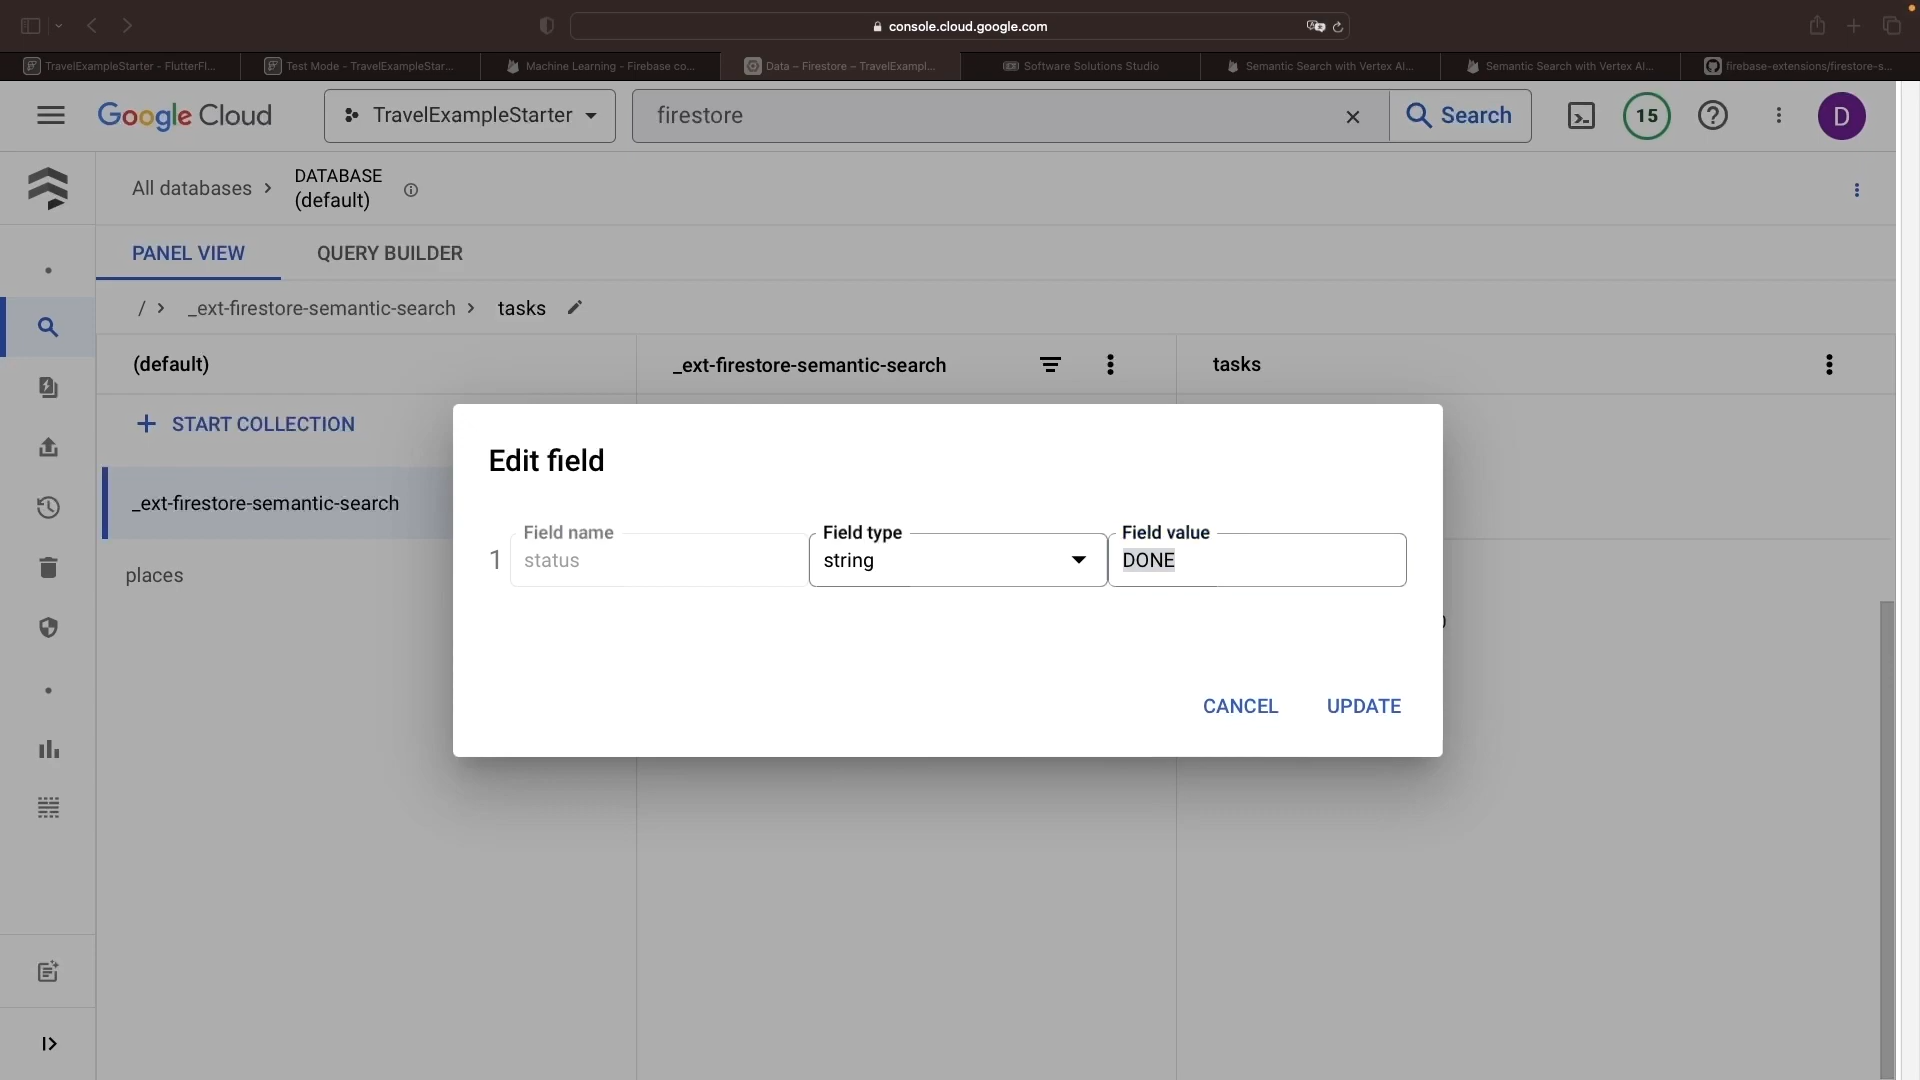 console.cloud.google.com
TravelExampleStarter - FlutterFl...
Test Mode - TravelExampleStar...
Machine Learning - Firebase co...
Data – Firestore – TravelExampl...
Software Solutions Studio
Semantic Search with Vertex AI...
Semantic Search with Vertex AI...
firebase-extensions/firestore-s...
Google Cloud
TravelExampleStarter
firestore
Search
15
D
All databases
DATABASE
(default)
PANEL VIEW
QUERY BUILDER
/
_ext-firestore-semantic-search
tasks
(default)
_ext-firestore-semantic-search
tasks
START COLLECTION
_ext-firestore-semantic-search
places
Edit field
1
Field name
status
Field type
string
Field value
DONE
CANCEL
UPDATE